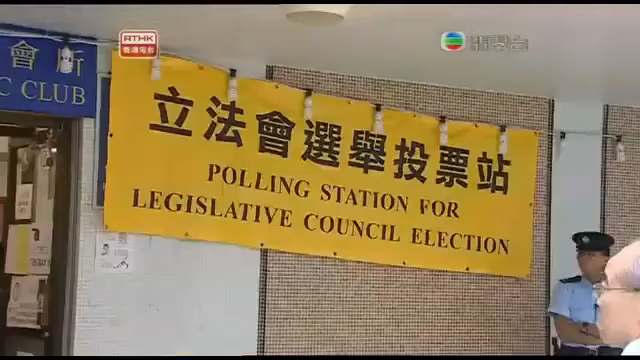 RTHK
香港電台
翡翠台
會所
C CLUB
立法會選舉投票站
POLLING STATION FOR
LEGISLATIVE COUNCIL ELECTION